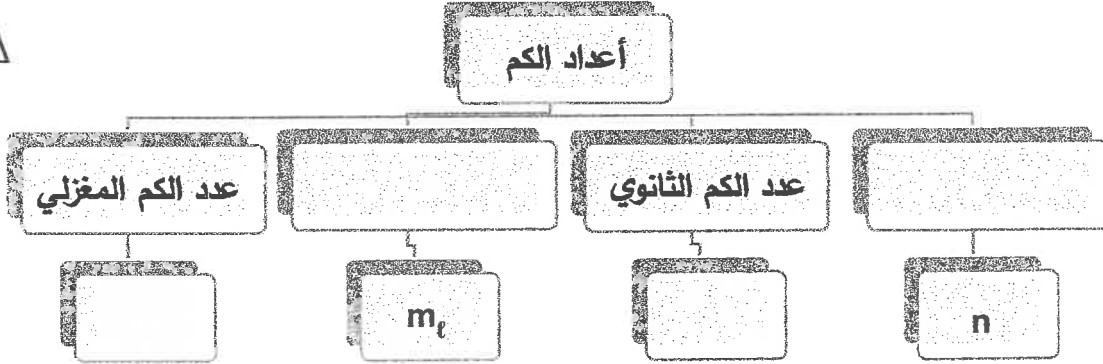 أعداد الكم
عدد الكم الثانوي
عدد الكم المغزلي
n
mℓ